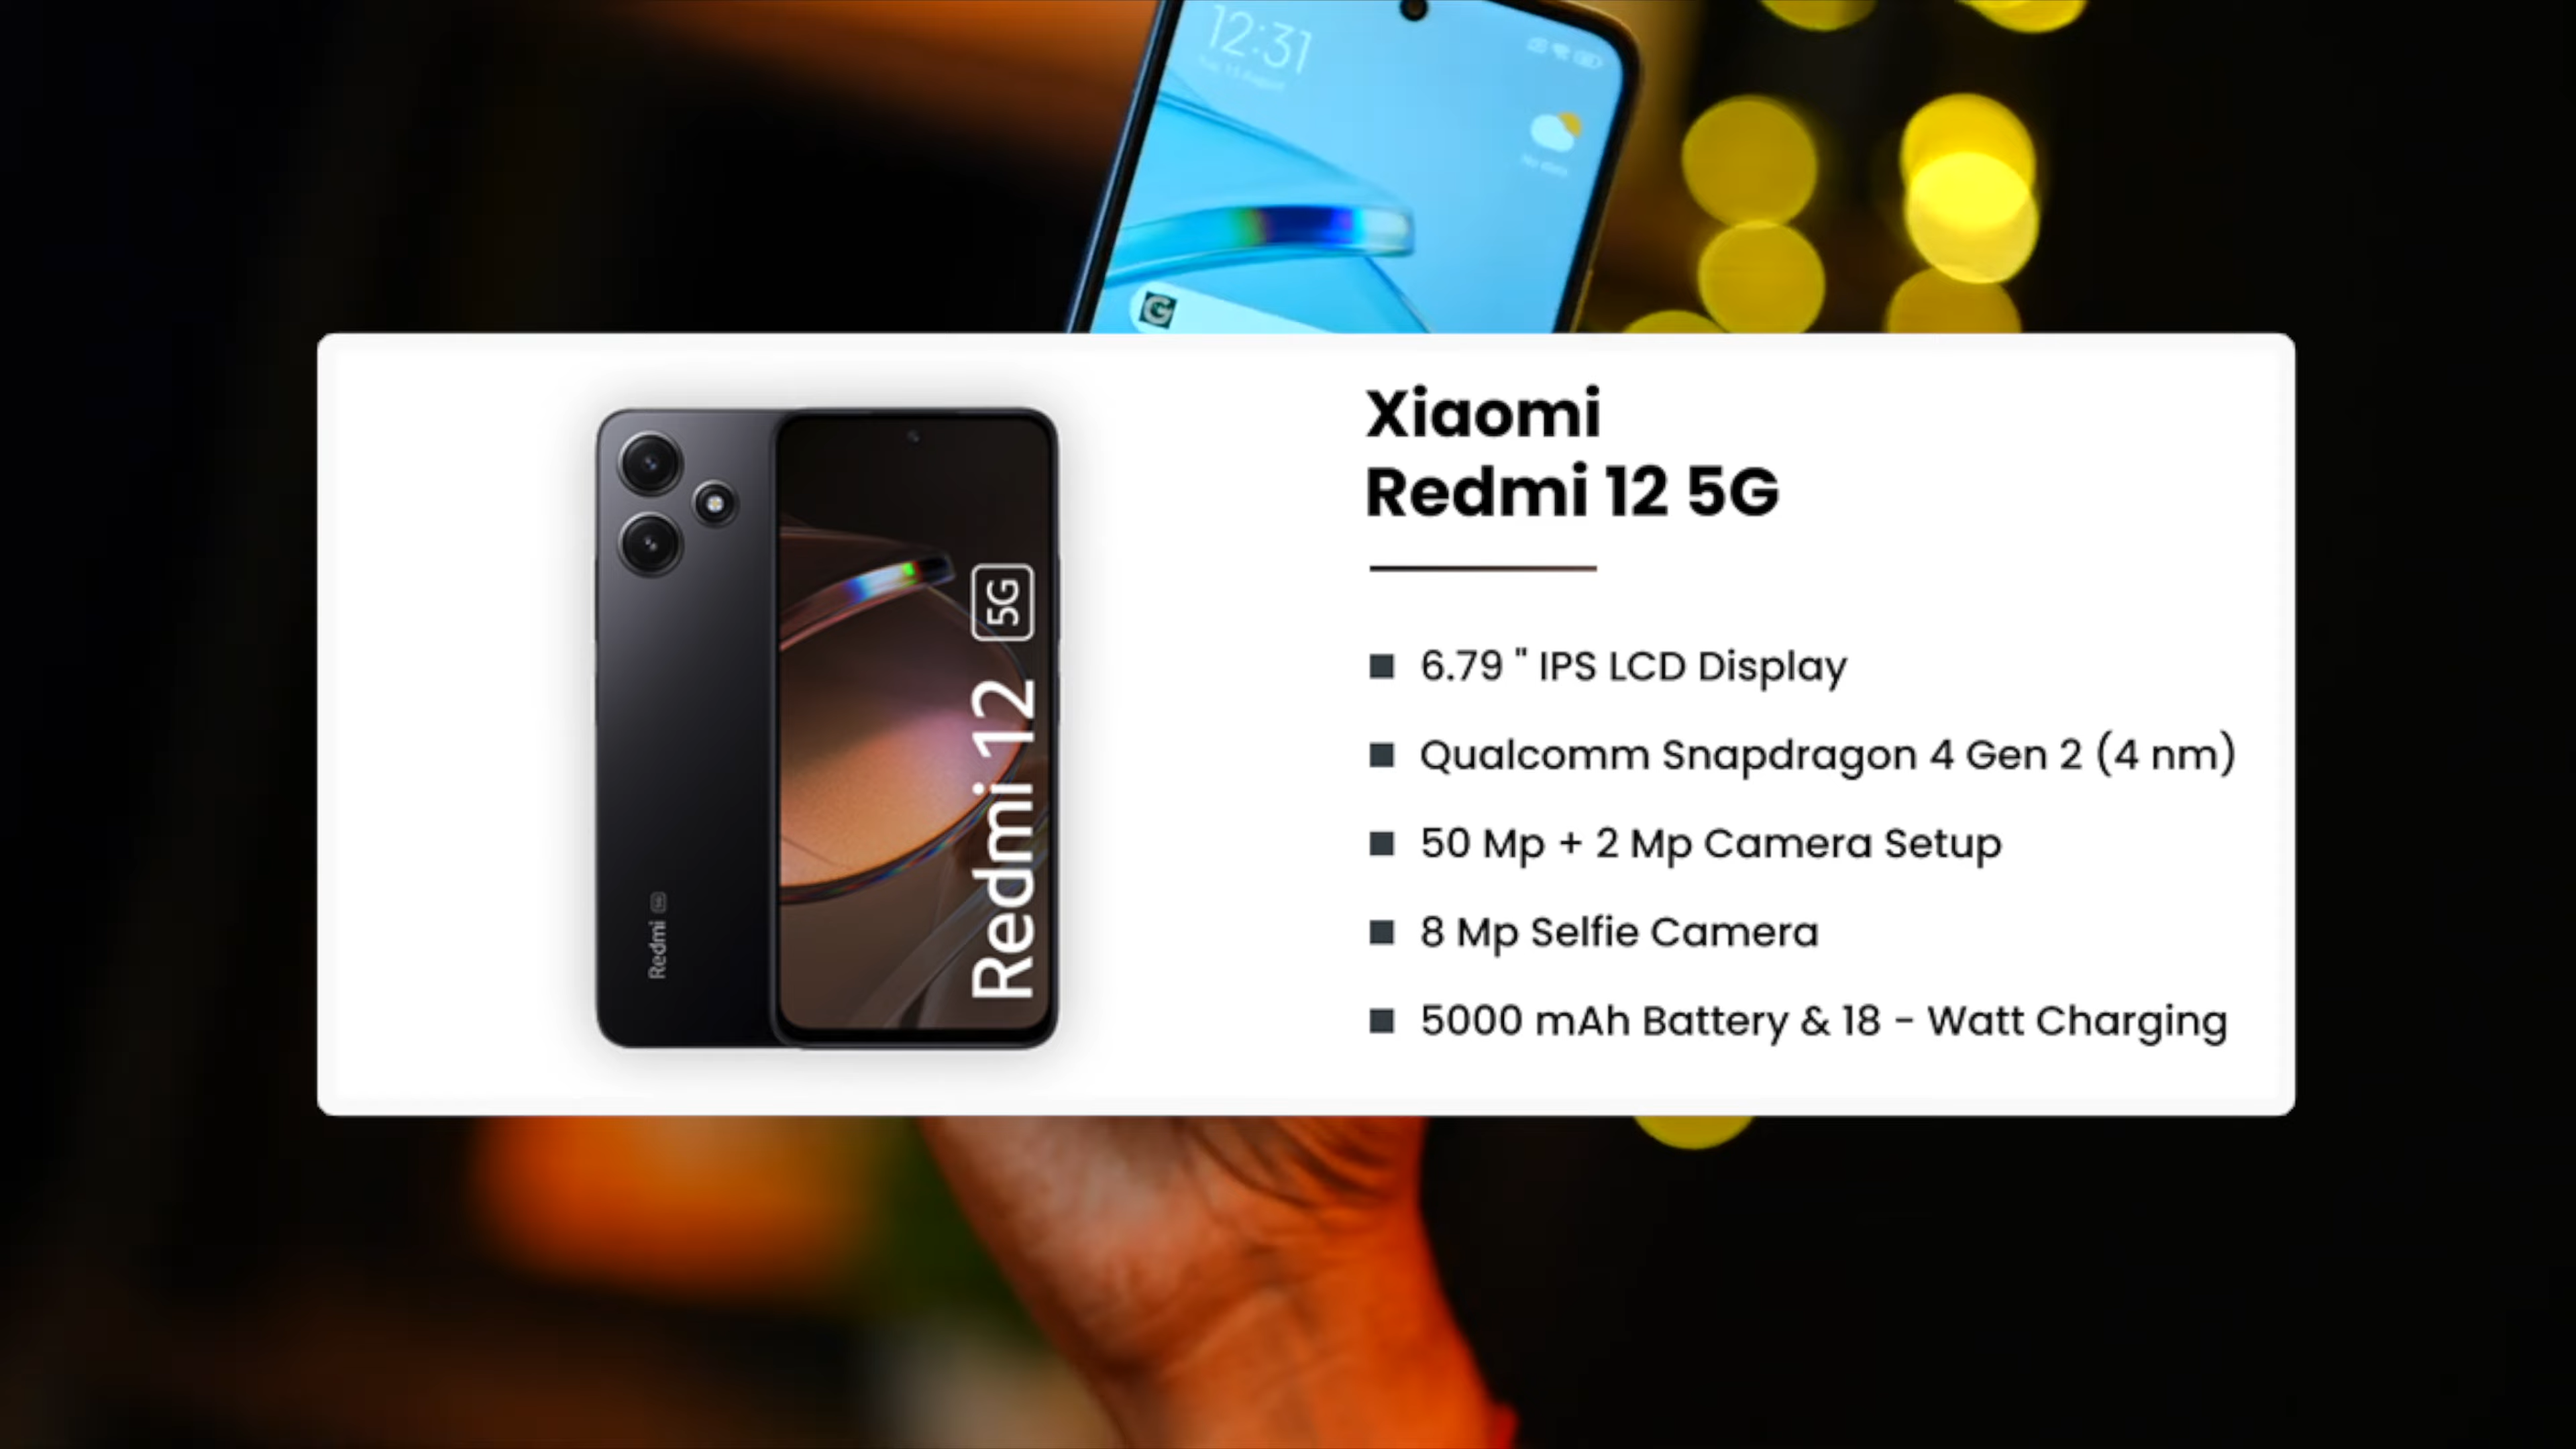 12:31
Xiaomi
Redmi 12 5G
6.79 " IPS LCD Display
Qualcomm Snapdragon 4 Gen 2 (4 nm)
50 Mp + 2 Mp Camera Setup
8 Mp Selfie Camera
5000 mAh Battery & 18 - Watt Charging
Redmi 12 5G
Redmi